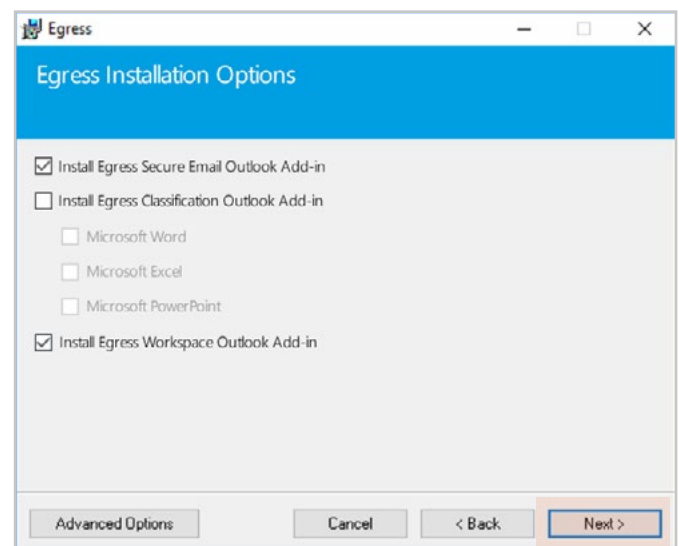 Egress
Egress Installation Options
Install Egress Secure Email Outlook Add-in
Install Egress Classification Outlook Add-in
Microsoft Word
Microsoft Excel
Microsoft PowerPoint
Install Egress Workspace Outlook Add-in
Advanced Options Cancel < Back Next >